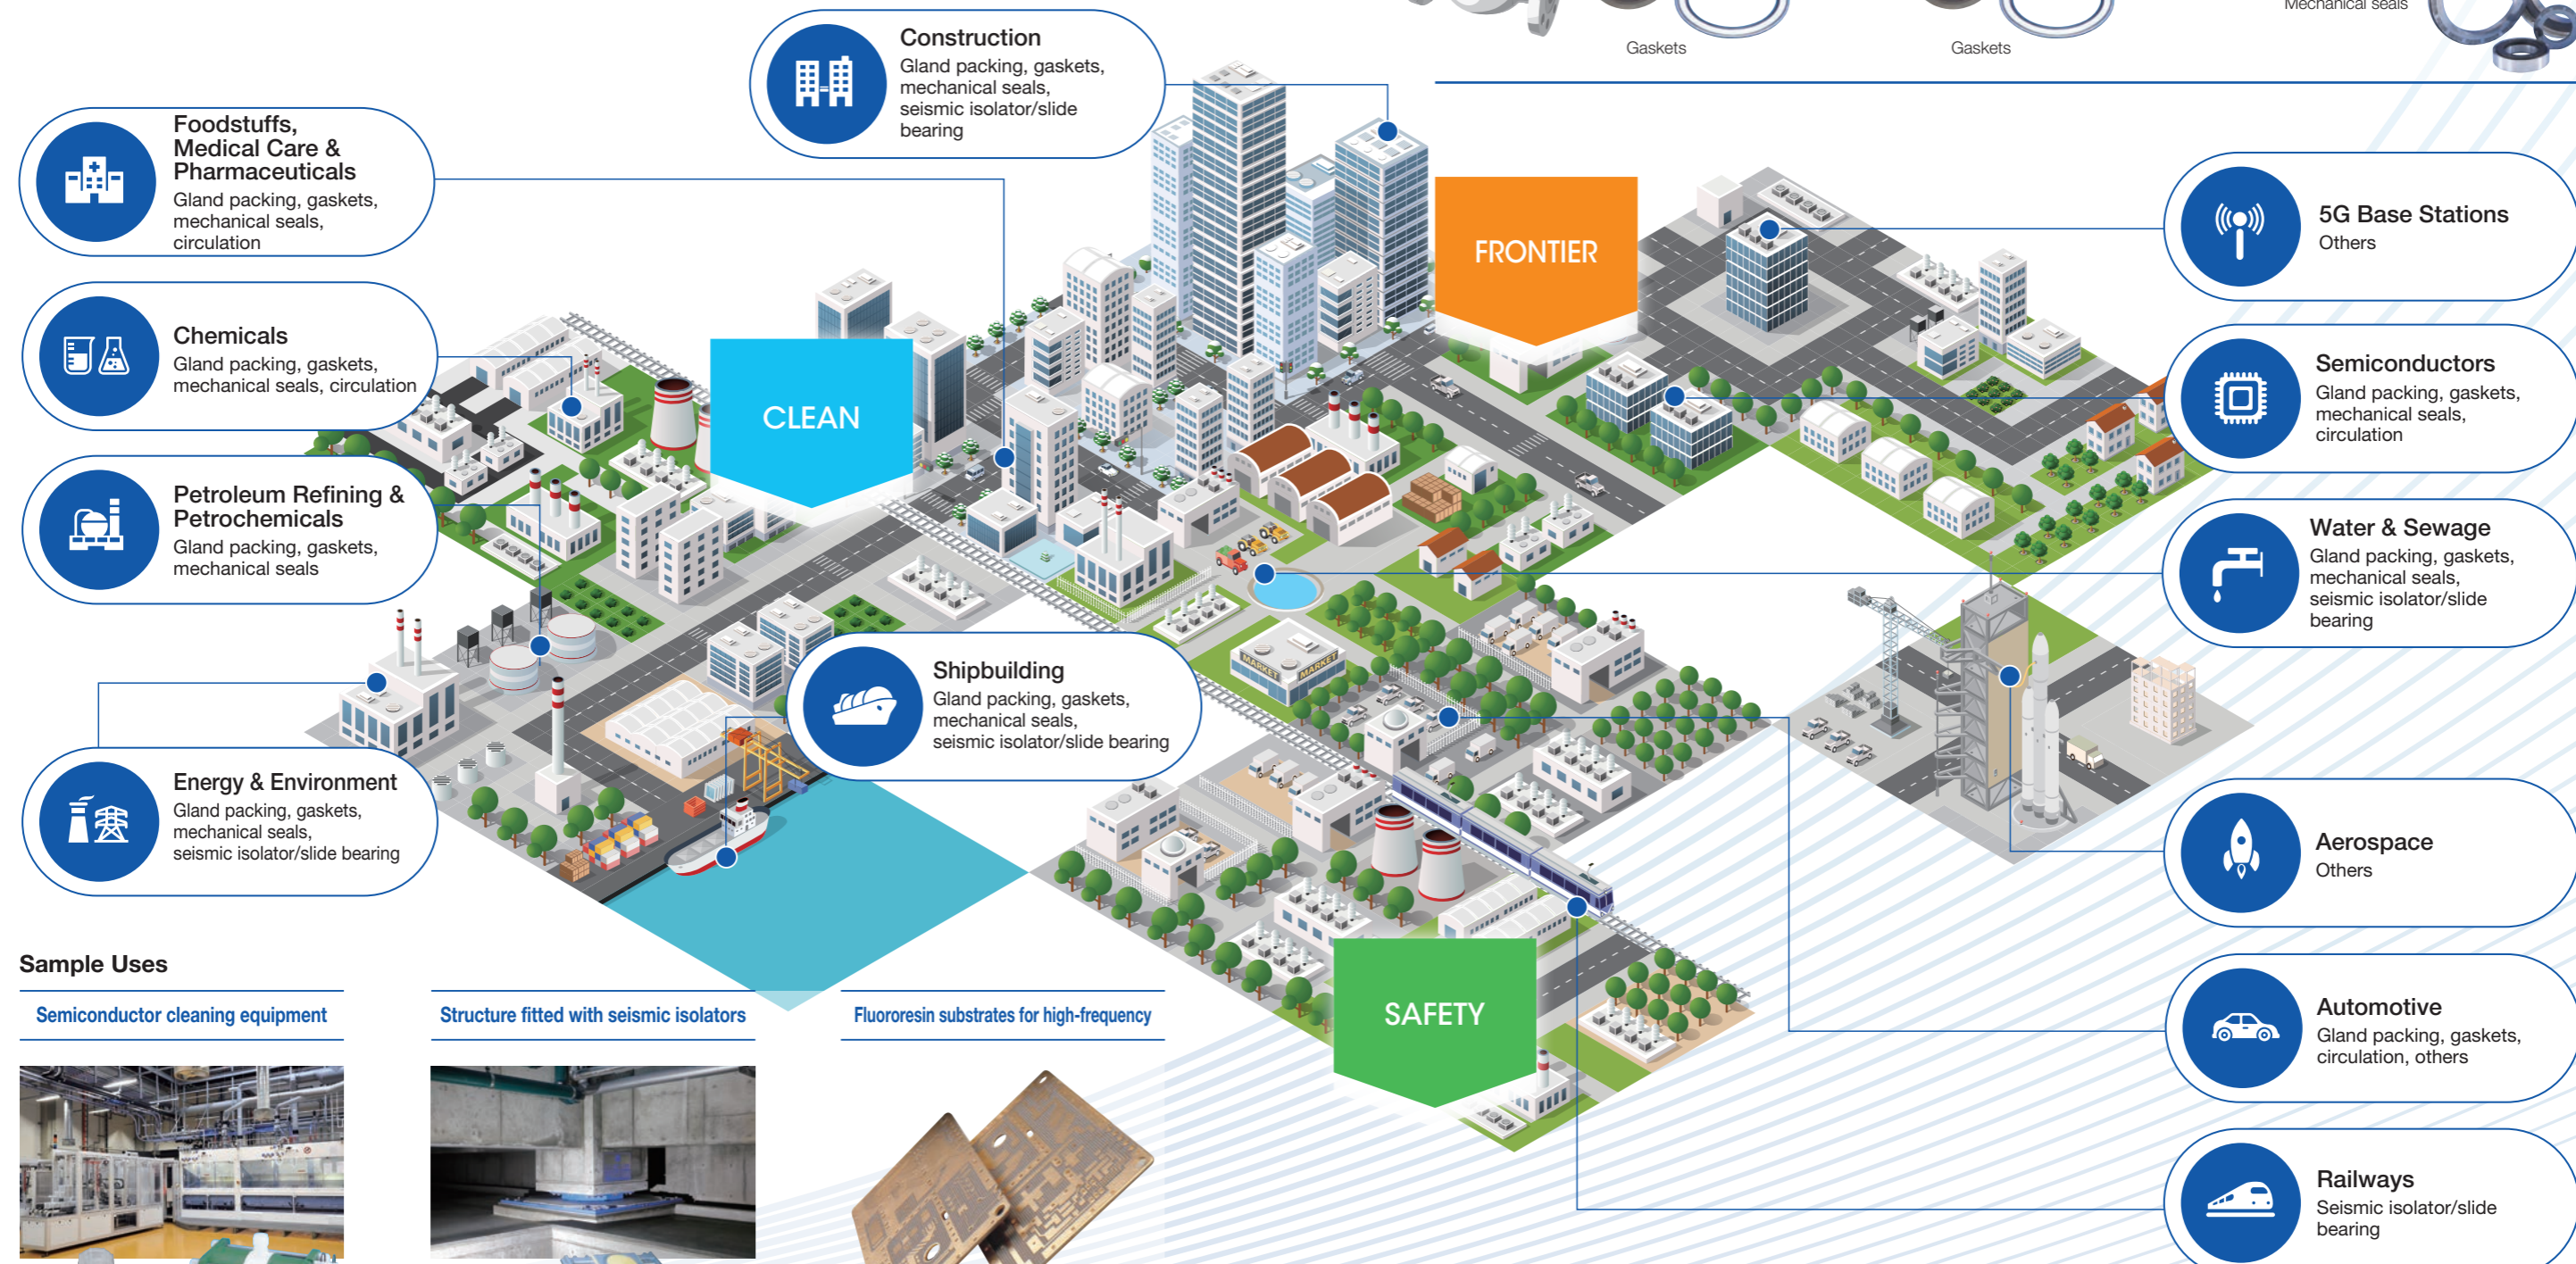 Mechanical seals
Gaskets
Gaskets
Construction
Gland packing, gaskets,
mechanical seals,
seismic isolator/slide
bearing
Foodstuffs,
Medical Care &
Pharmaceuticals
Gland packing, gaskets,
mechanical seals,
circulation
Chemicals
Gland packing, gaskets,
mechanical seals, circulation
Petroleum Refining &
Petrochemicals
Gland packing, gaskets,
mechanical seals
Energy & Environment
Gland packing, gaskets,
mechanical seals,
seismic isolator/slide bearing
CLEAN
FRONTIER
Shipbuilding
Gland packing, gaskets,
mechanical seals,
seismic isolator/slide bearing
MARKET
MARKET
SAFETY
5G Base Stations
Others
Semiconductors
Gland packing, gaskets,
mechanical seals,
circulation
Water & Sewage
Gland packing, gaskets,
mechanical seals,
seismic isolator/slide
bearing
Aerospace
Others
Automotive
Gland packing, gaskets,
circulation, others
Railways
Seismic isolator/slide
bearing
Sample Uses
Semiconductor cleaning equipment
Structure fitted with seismic isolators
Fluororesin substrates for high-frequency